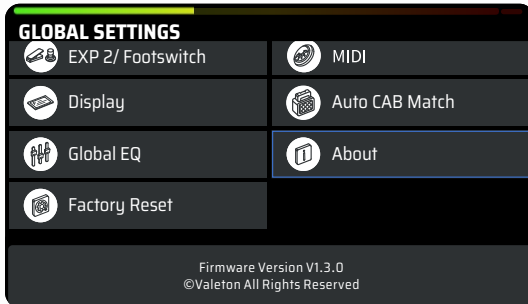 GLOBAL SETTINGS
EXP 2/ Footswitch
MIDI
Display
Auto CAB Match
Global EQ
About
Factory Reset
Firmware Version V1.3.0
©Valeton All Rights Reserved